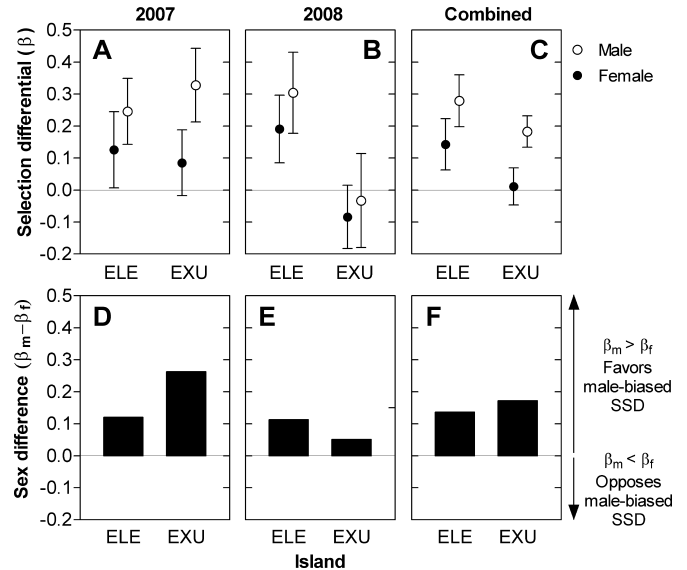 2007 2008 Combined
Selection differential (β)
0.5
0.4
0.3
0.2
0.1
0.0
-0.1
-0.2
A
B
C
Male
Female
ELE EXU ELE EXU ELE EXU
Sex difference (βm–βf)
0.5
0.4
0.3
0.2
0.1
0.0
-0.1
-0.2
D
E
F
βm > βf
Favors
male-biased
SSD
βm < βf
Opposes
male-biased
SSD
ELE EXU ELE EXU ELE EXU
Island